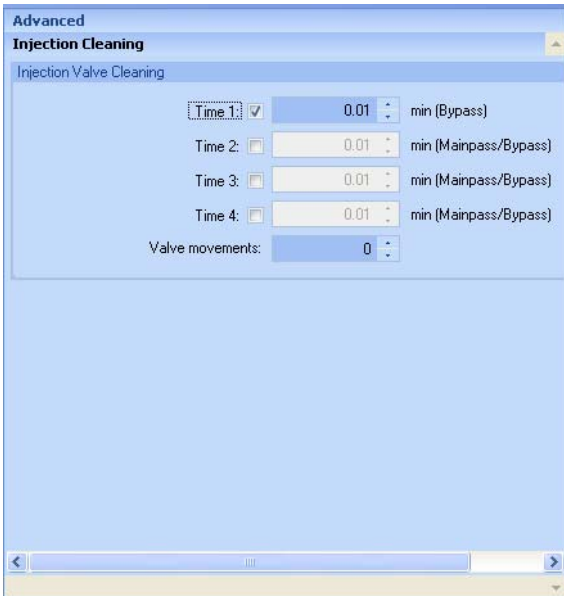 Advanced
Injection Cleaning
Injection Valve Cleaning
Time 1: 0.01 min (Bypass)
Time 2: 0.01 min (Mainpass/Bypass)
Time 3: 0.01 min (Mainpass/Bypass)
Time 4: 0.01 min (Mainpass/Bypass)
Valve movements: 0